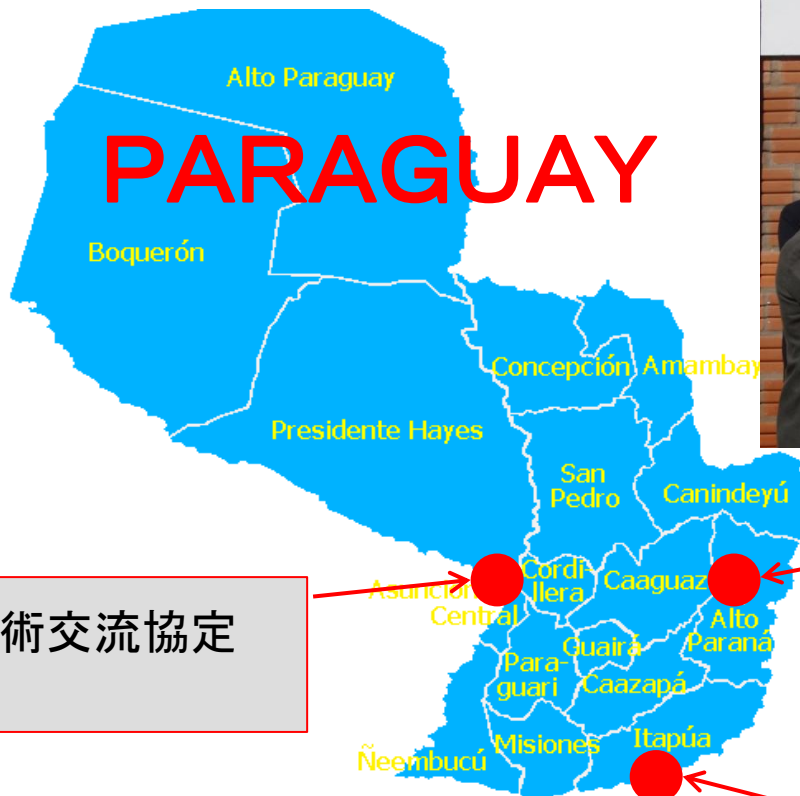 Alto Paraguay
PARAGUAY
Boquerón
Concepción
Amambay
Presidente Hayes
San
Pedro
Canindeyú
Cordi-
llera
Caaguaz
Asunción
Central
術交流協定
Alto
Paraná
Guairá
Para-
guari
Caazapá
Misiones
Itapúa
Ñeembucú